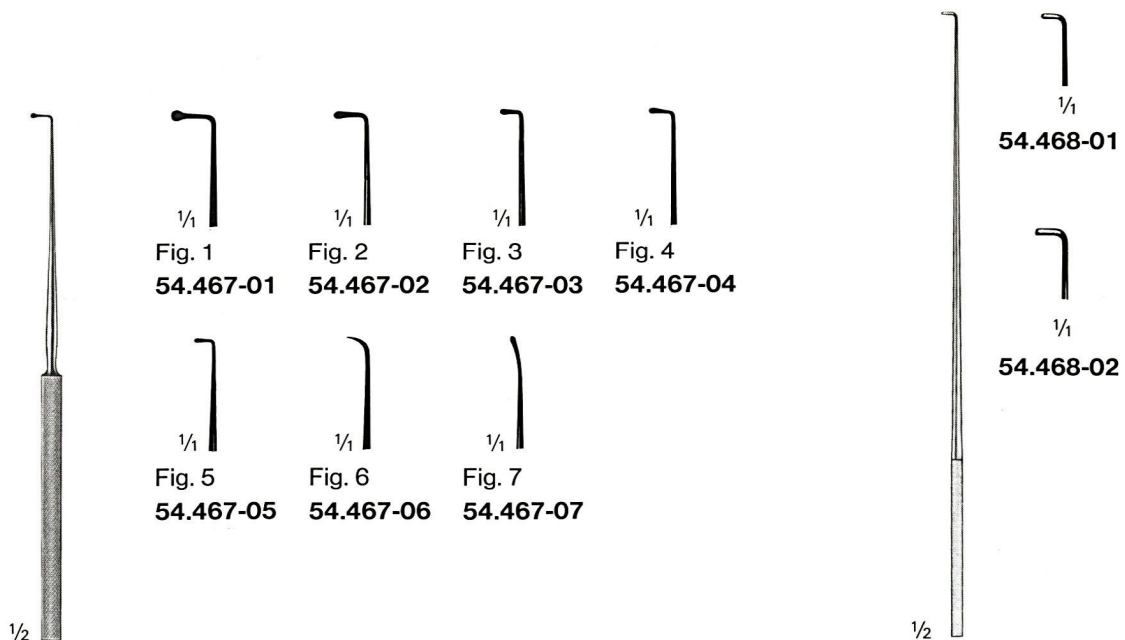 1/1
1/1
1/1
1/1
Fig. 1
Fig. 2
Fig. 3
Fig. 4
54.467-01
54.467-02
54.467-03
54.467-04
1/1
1/1
1/1
Fig. 5
Fig. 6
Fig. 7
54.467-05
54.467-06
54.467-07
1/2
1/1
54.468-01
1/1
54.468-02
1/2